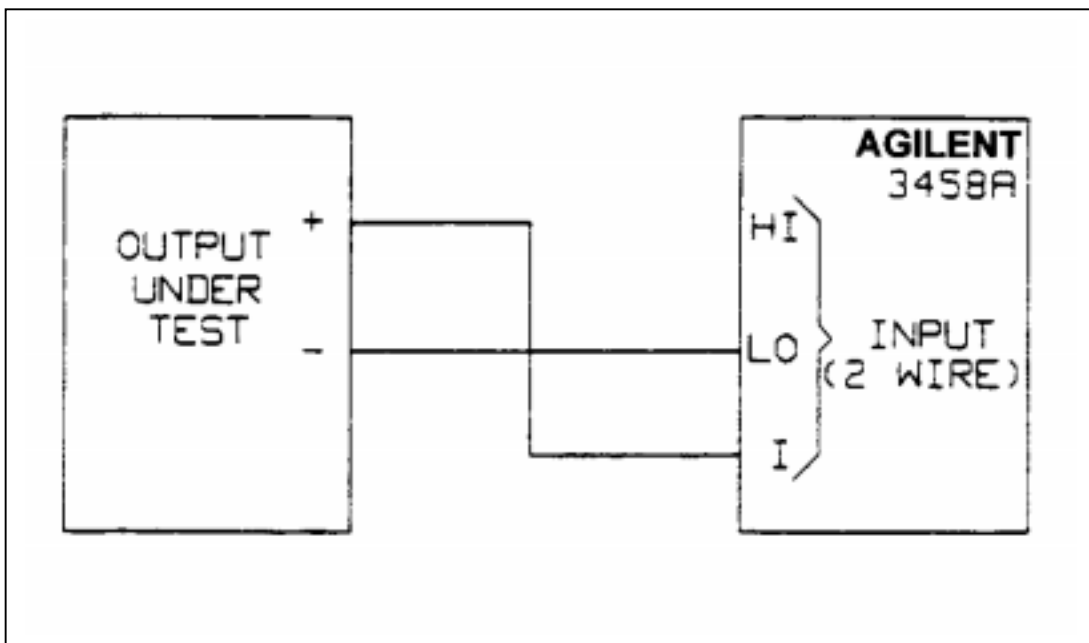 OUTPUT
UNDER
TEST
+
-
AGILENT
3458A
HI
LO
I
INPUT
(2 WIRE)